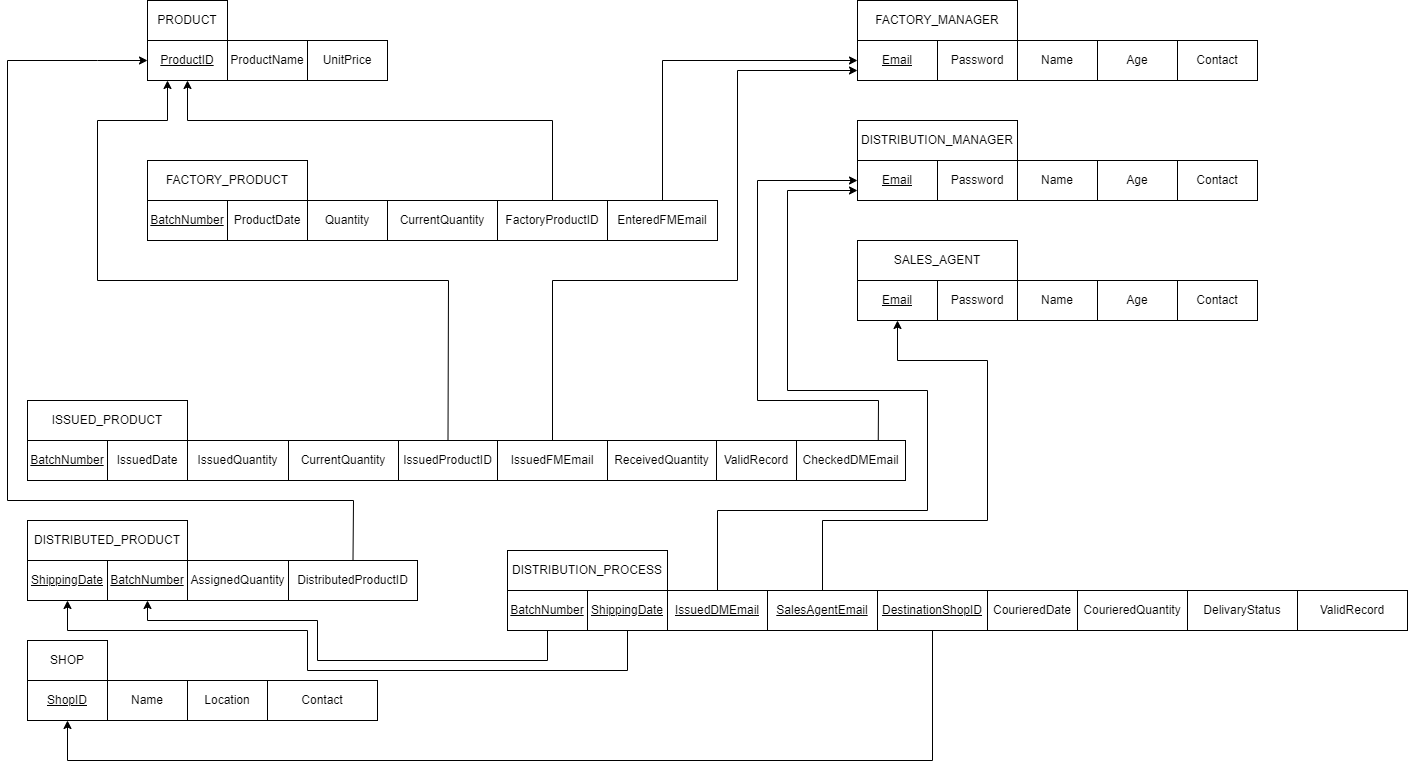 PRODUCT
ProductID ProductName UnitPrice
FACTORY_MANAGER
Email Password Name Age Contact
DISTRIBUTION_MANAGER
Email Password Name Age Contact
FACTORY_PRODUCT
BatchNumber ProductDate Quantity CurrentQuantity FactoryProductID EnteredFMEmail
SALES_AGENT
Email Password Name Age Contact
ISSUED_PRODUCT
BatchNumber IssuedDate IssuedQuantity CurrentQuantity IssuedProductID IssuedFMEmail ReceivedQuantity ValidRecord CheckedDMEmail
DISTRIBUTED_PRODUCT
ShippingDate BatchNumber AssignedQuantity DistributedProductID
DISTRIBUTION_PROCESS
BatchNumber ShippingDate IssuedDMEmail SalesAgentEmail DestinationShopID CourieredDate CourieredQuantity DelivaryStatus ValidRecord
SHOP
ShopID Name Location Contact